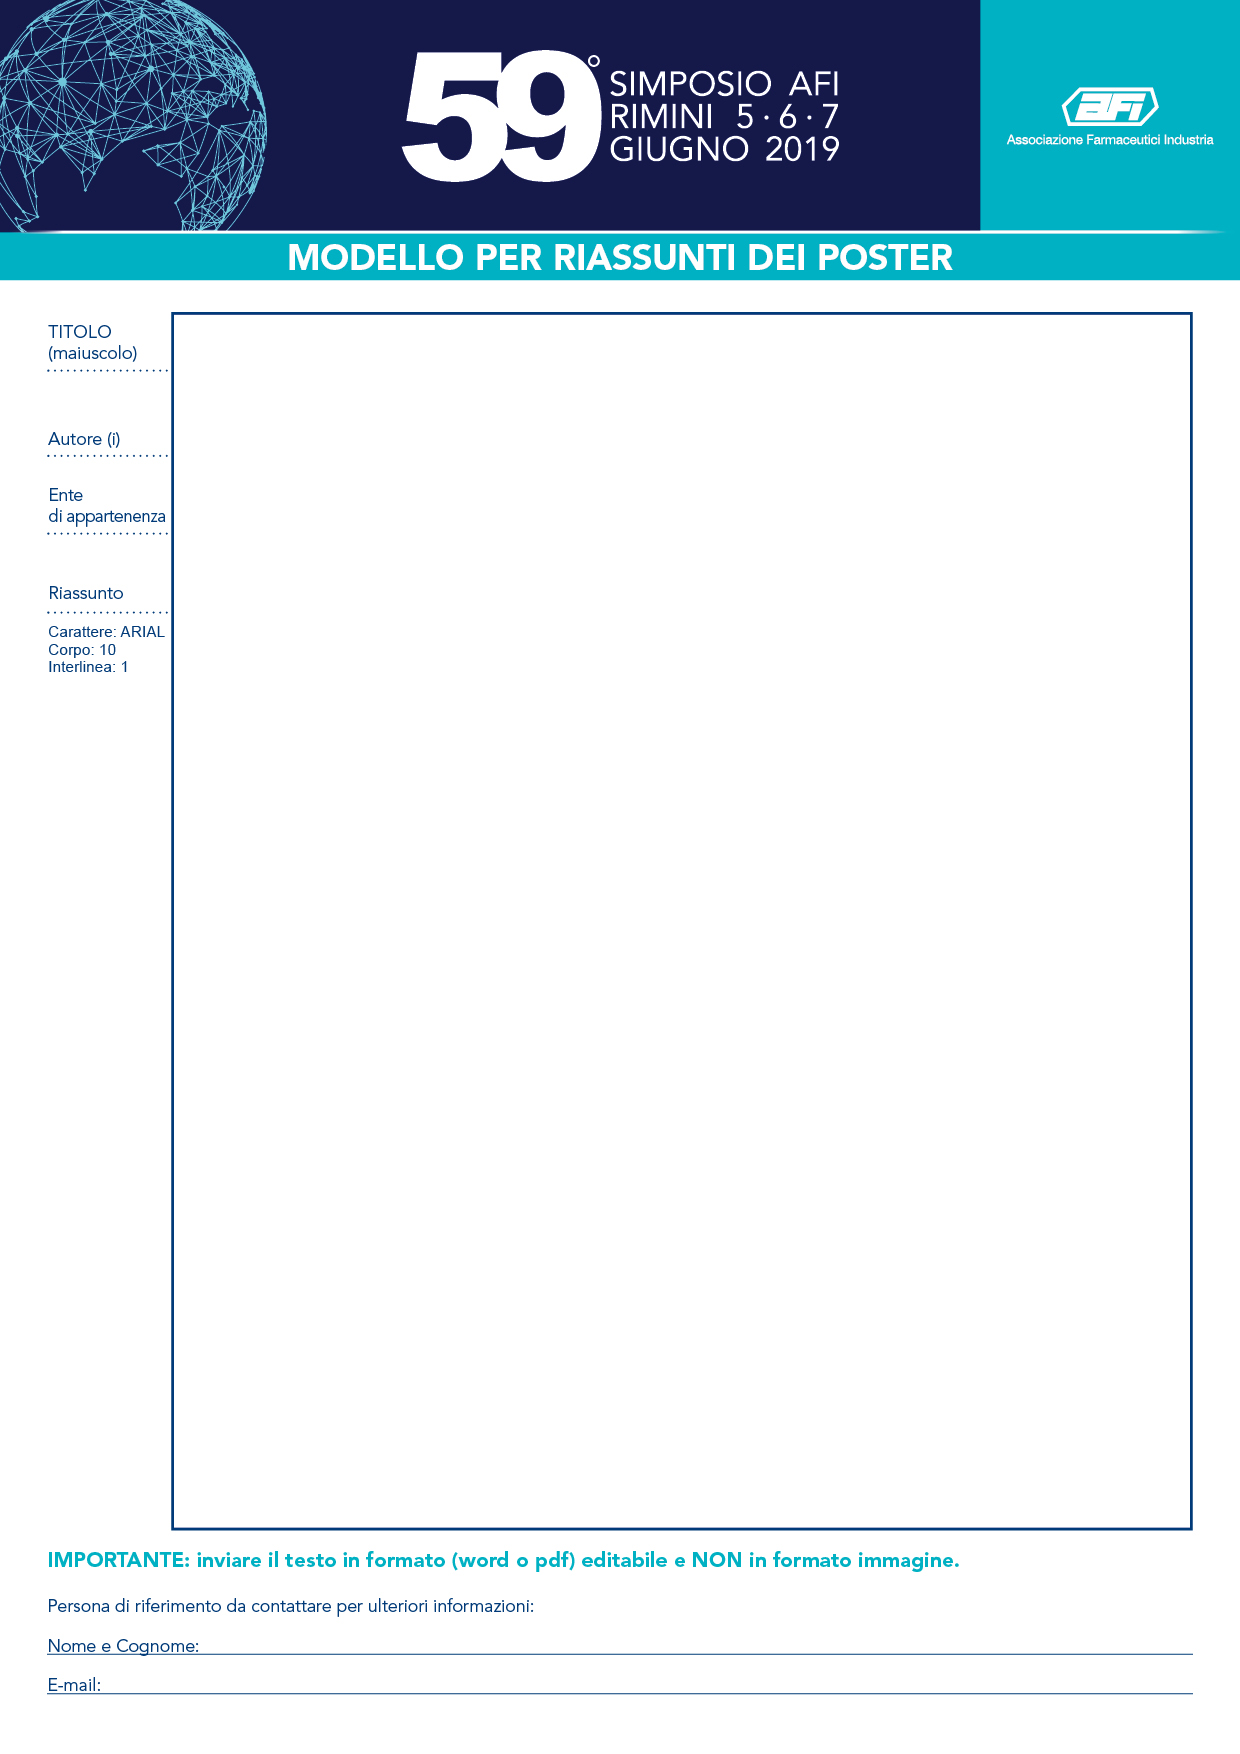 59°
SIMPOSIO AFI
RIMINI 5 · 6 · 7
GIUGNO 2019
afi
Associazione Farmaceutici Industria
MODELLO PER RIASSUNTI DEI POSTER
TITOLO
(maiuscolo)
Autore (i)
Ente
di appartenenza
Riassunto
Carattere: ARIAL
Corpo: 10
Interlinea: 1
IMPORTANTE: inviare il testo in formato (word o pdf) editabile e NON in formato immagine.
Persona di riferimento da contattare per ulteriori informazioni:
Nome e Cognome:
E-mail: